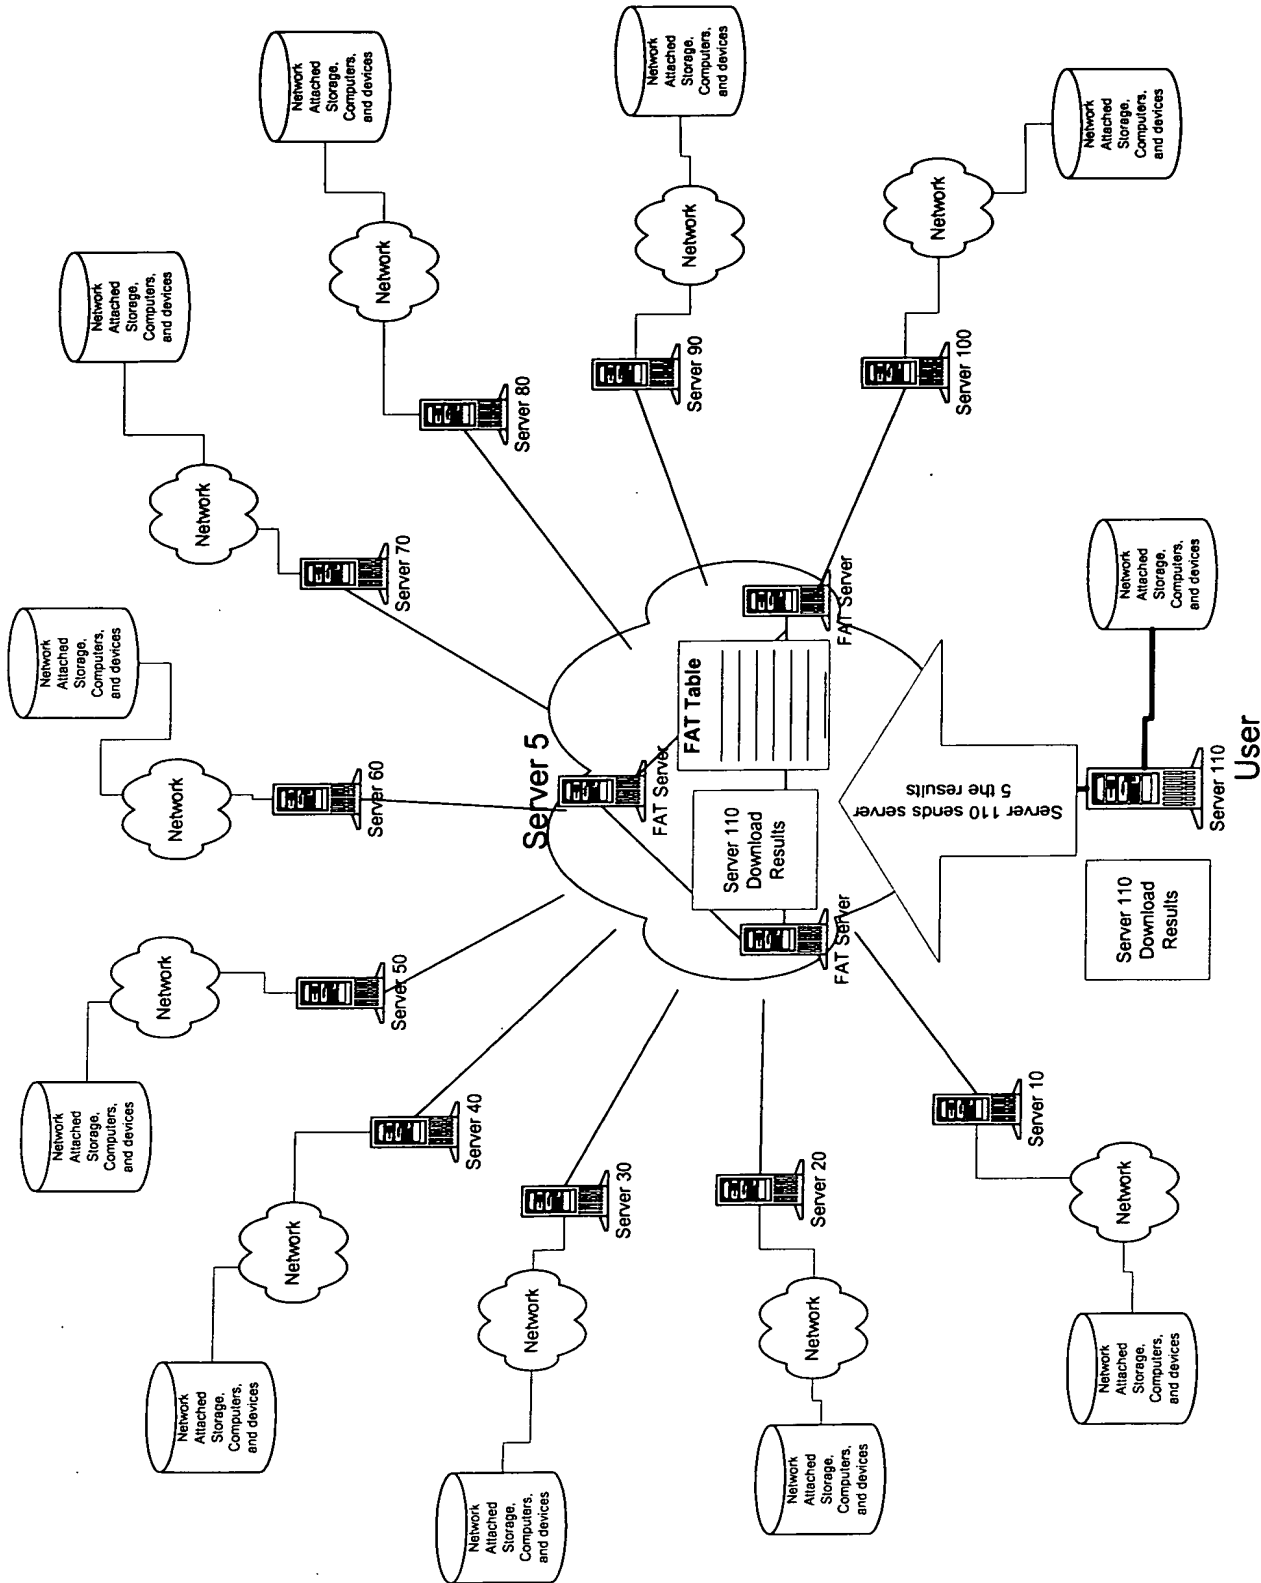 Network
Attached
Storage,
Computers,
and devices
Network
Server 10
Network
Attached
Storage,
Computers,
and devices
Network
Server 20
Network
Attached
Storage,
Computers,
and devices
Network
Server 30
Network
Attached
Storage,
Computers,
and devices
Network
Server 40
Network
Attached
Storage,
Computers,
and devices
Network
Server 50
Network
Attached
Storage,
Computers,
and devices
Network
Server 60
Network
Attached
Storage,
Computers,
and devices
Network
Server 70
Network
Attached
Storage,
Computers,
and devices
Network
Server 80
Network
Attached
Storage,
Computers,
and devices
Network
Server 90
Network
Attached
Storage,
Computers,
and devices
Network
Server 100
Server 5
FAT Server
FAT Server
FAT Server
FAT Table
Server 110
Download
Results
Server 110 sends server
5 the results
Server 110
Download
Results
Server 110
User
Network
Attached
Storage,
Computers,
and devices